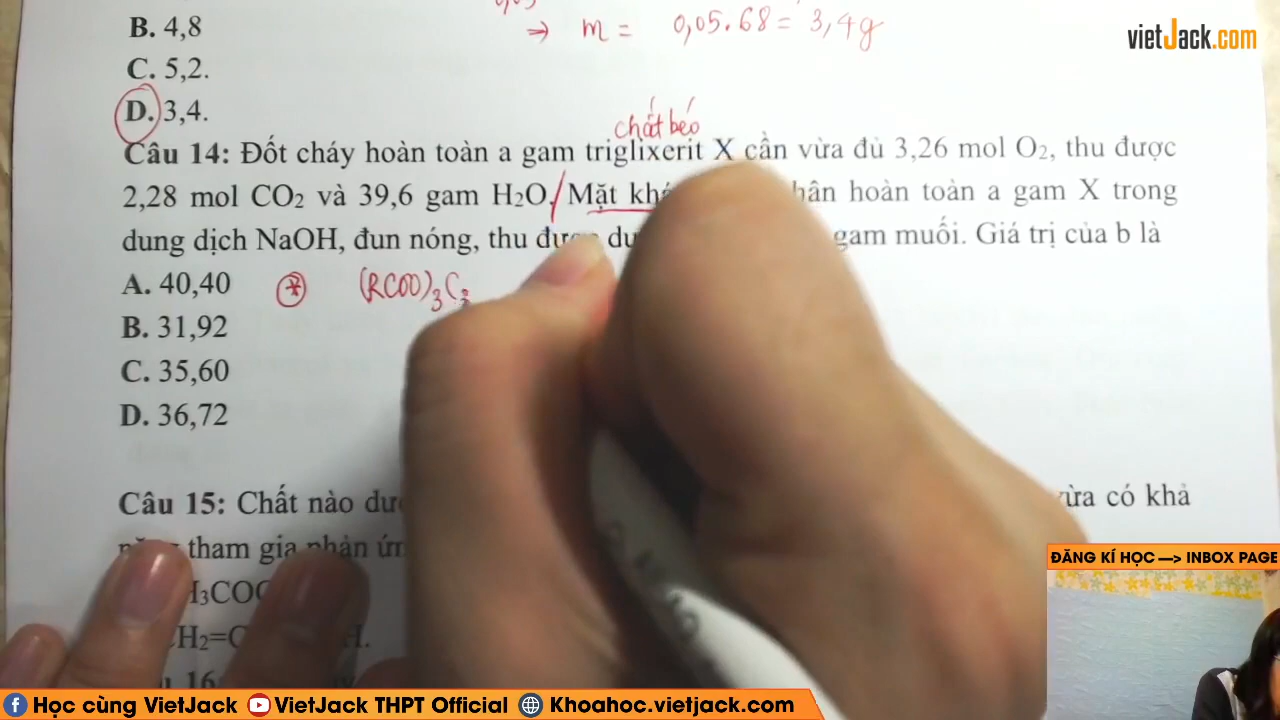 B. 4,8
⇒ m = 0,05.68 = 3,4g
vietJack.com
C. 5,2.
D. 3,4.
chất béo
Câu 14: Đốt cháy hoàn toàn a gam triglixerit X cần vừa đủ 3,26 mol O₂, thu được
2,28 mol CO₂ và 39,6 gam H₂O. Mặt hoàn toàn a gam X trong
dung dịch NaOH, đun nóng, thu gam muối. Giá trị của b là
A. 40,40
(RCOO)₃C₃
B. 31,92
C. 35,60
D. 36,72
Câu 15: Chất nào vừa có khả
tham gia phản
ĐĂNG KÍ HỌC —> INBOX PAGE
16
Học cùng VietJack VietJack THPT Official Khoahoc.vietjack.com